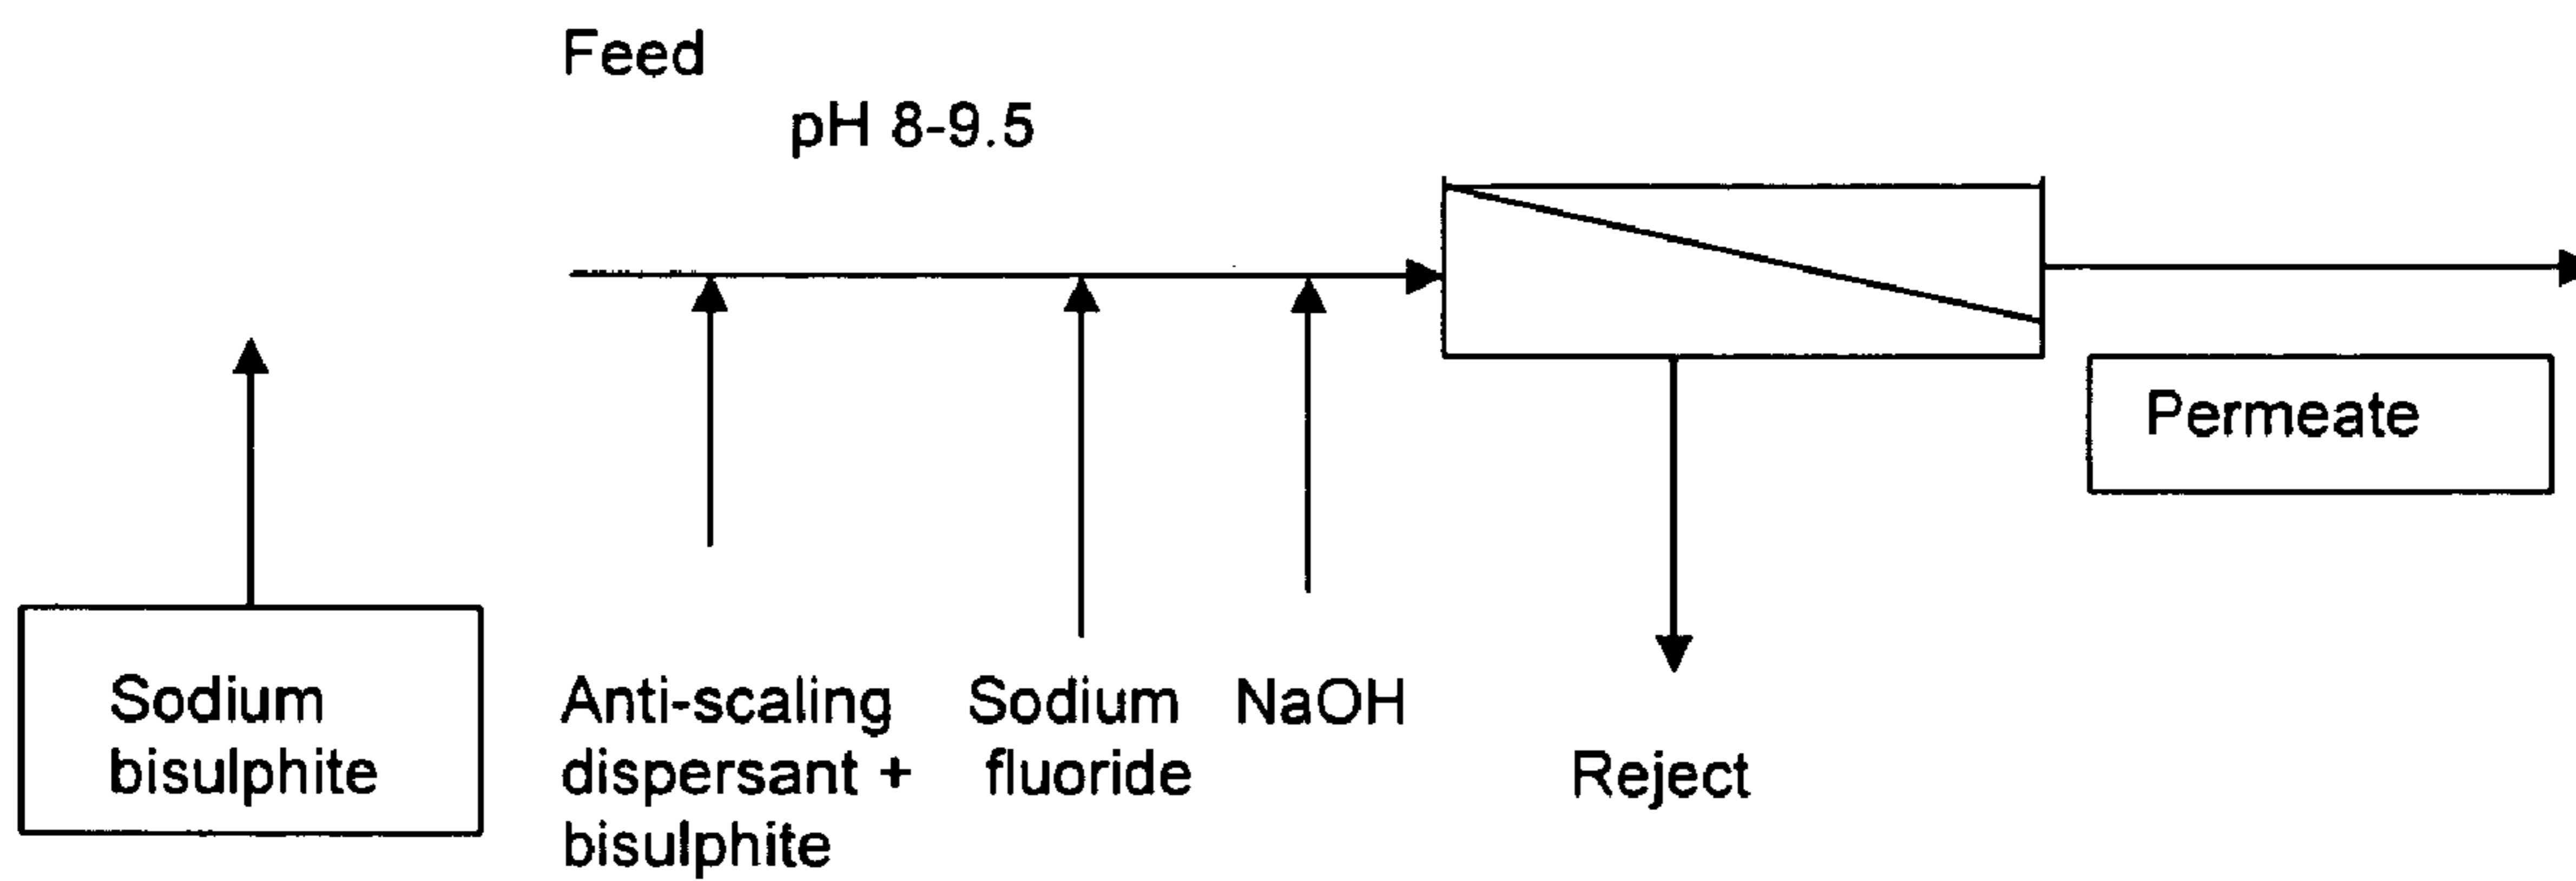 Feed
pH 8-9.5
Permeate
Sodium
bisulphite
Anti-scaling
dispersant +
bisulphite
Sodium
fluoride
NaOH
Reject